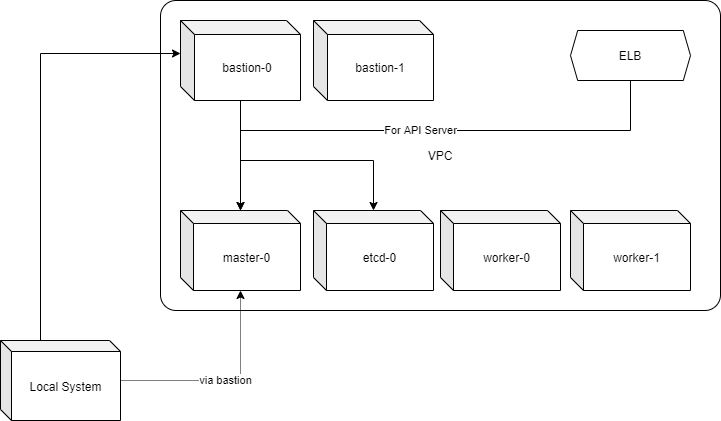 bastion-0
bastion-1
ELB
For API Server
VPC
master-0
etcd-0
worker-0
worker-1
via bastion
Local System